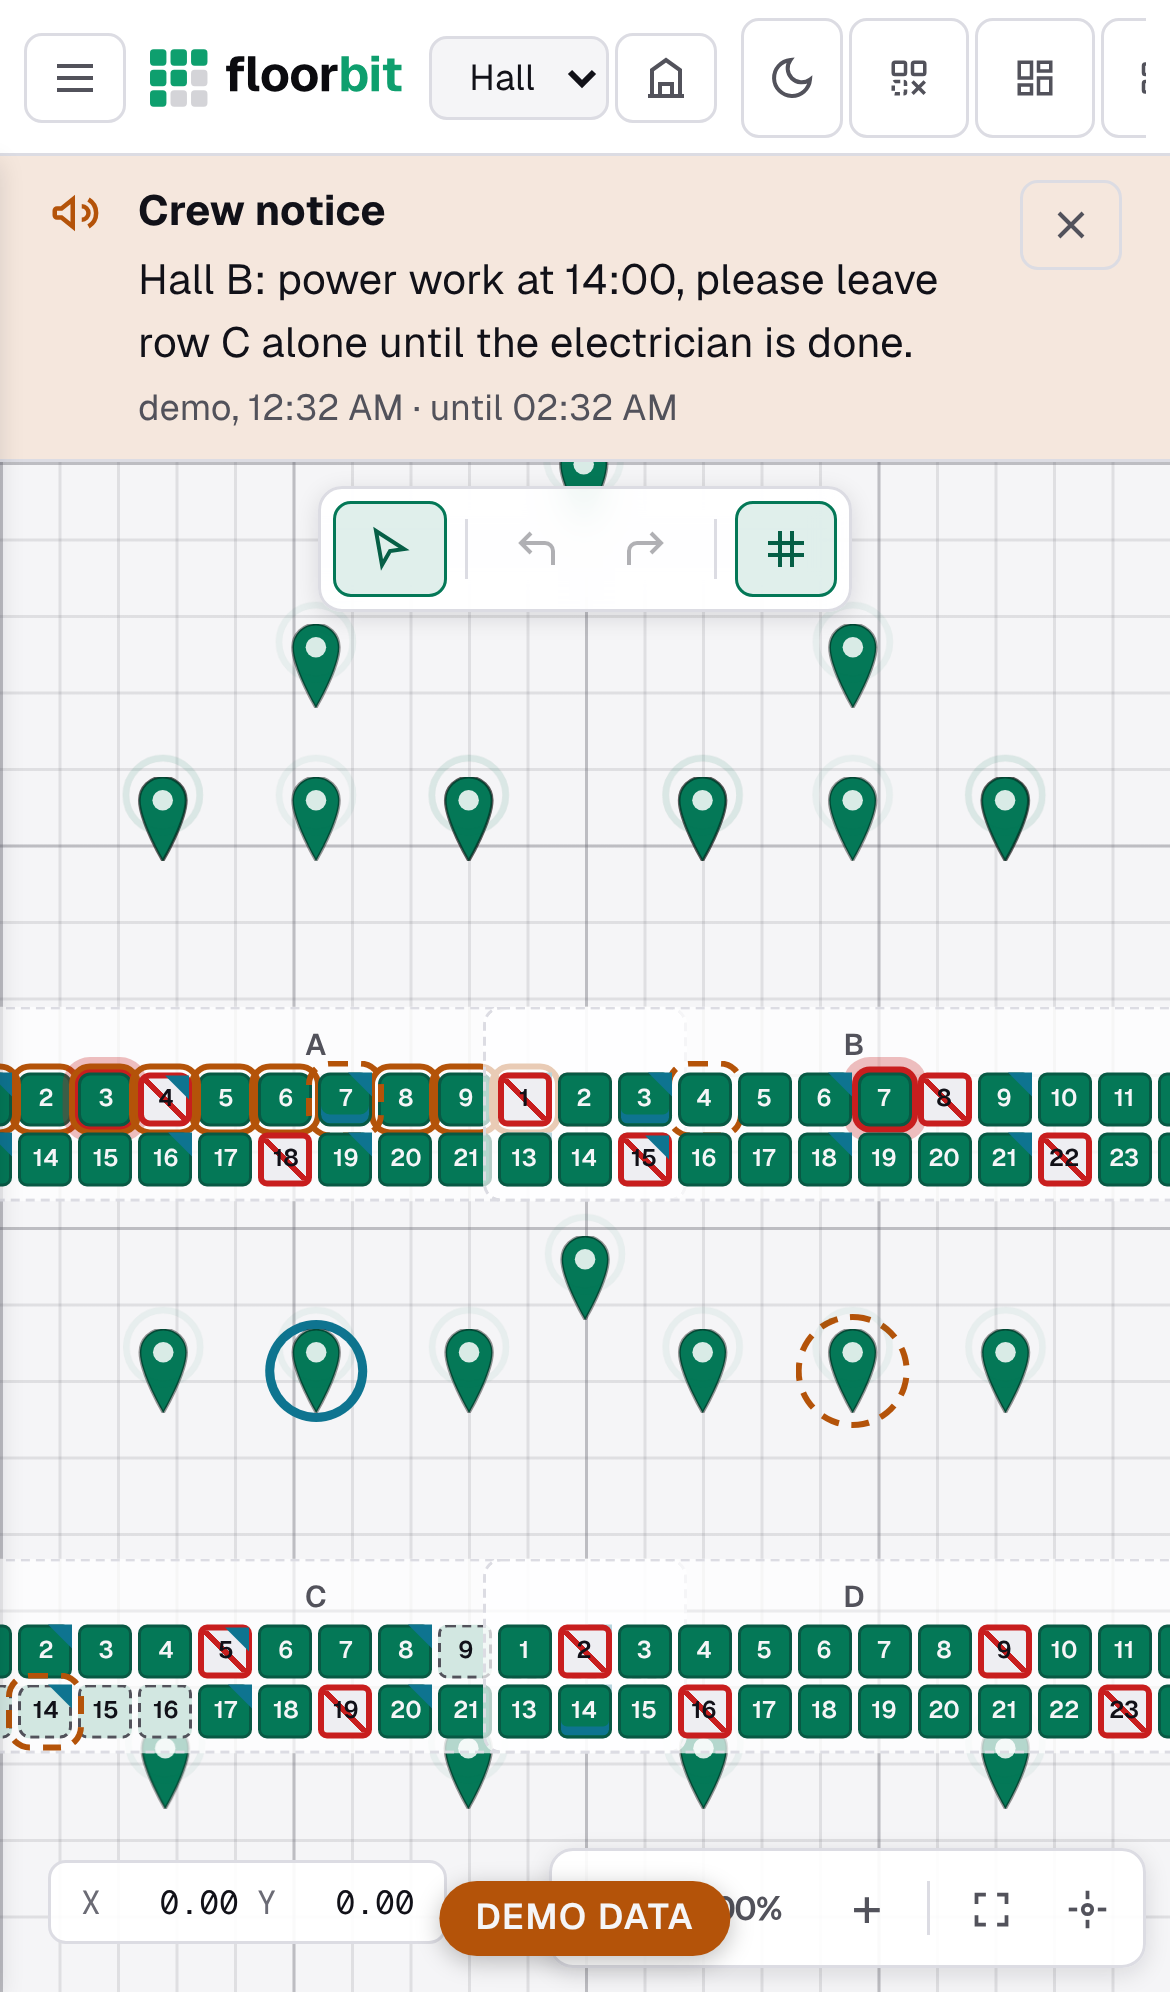 floorbit
Hall
Crew notice
Hall B: power work at 14:00, please leave
row C alone until the electrician is done.
demo, 12:32 AM · until 02:32 AM
A B
2 3 4 5 6 7 8 9 1 2 3 4 5 6 7 8 9 10 11
14 15 16 17 18 19 20 21 13 14 15 16 17 18 19 20 21 22 23
C D
2 3 4 5 6 7 8 9 1 2 3 4 5 6 7 8 9 10 11
14 15 16 17 18 19 20 21 13 14 15 16 17 18 19 20 21 22 23
X 0.00 Y 0.00
DEMO DATA